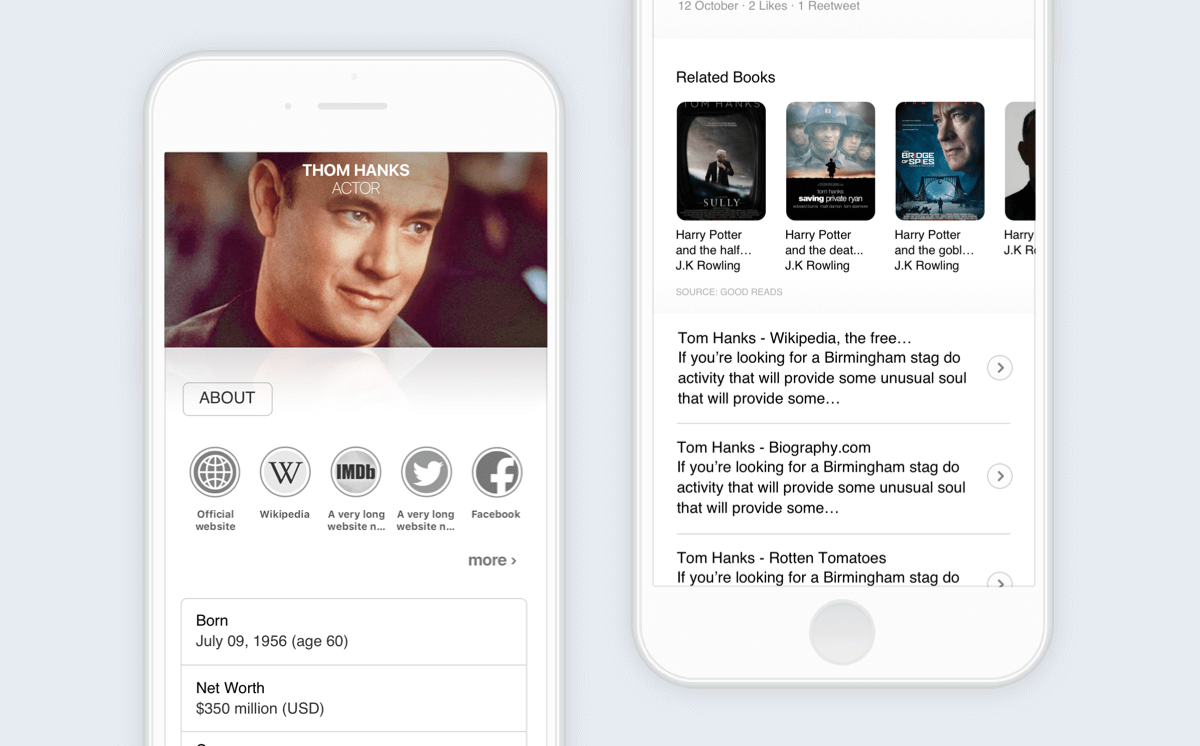 THOM HANKS
ACTOR
ABOUT
W
IMDb
Official
website
Wikipedia
A very long
website n...
A very long
website n...
Facebook
more ›
Born
July 09, 1956 (age 60)
Net Worth
$350 million (USD)
12 October · 2 Likes · 1 Reetweet
Related Books
TOM HANKS
SULLY
tom hanks
saving private ryan
edward burns matt damon tom sizemore
BRIDGE
OF SPIES
Harry Potter
and the half…
J.K Rowling
Harry Potter
and the deat...
J.K Rowling
Harry Potter
and the gobl…
J.K Rowling
Harry
J.K R
SOURCE: GOOD READS
Tom Hanks - Wikipedia, the free…
If you’re looking for a Birmingham stag do
activity that will provide some unusual soul
that will provide some…
Tom Hanks - Biography.com
If you’re looking for a Birmingham stag do
activity that will provide some unusual soul
that will provide some…
Tom Hanks - Rotten Tomatoes
If you’re looking for a Birmingham stag do